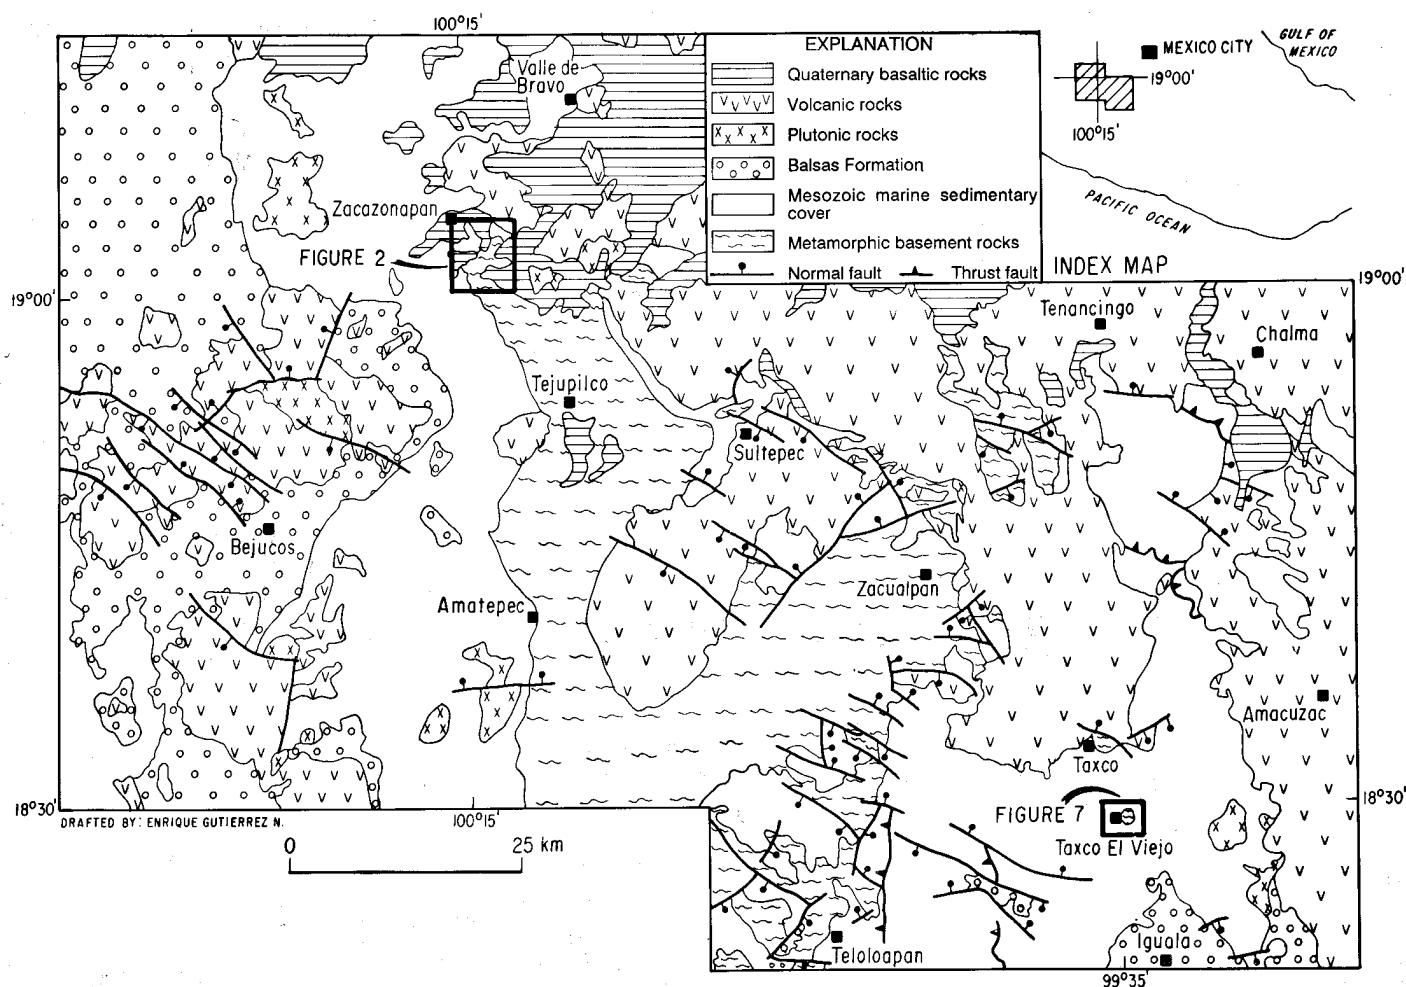 100°15'
EXPLANATION
Quaternary basaltic rocks
Volcanic rocks
Plutonic rocks
Balsas Formation
Mesozoic marine sedimentary
cover
Metamorphic basement rocks
Normal fault
Thrust fault
MEXICO CITY
GULF OF
MEXICO
19°00'
100°15'
PACIFIC OCEAN
INDEX MAP
Valle de
Bravo
Zacazonapan
FIGURE 2
19°00'
19°00'
Tenancingo
Chalma
Tejupilco
Sultepec
Bejucos
Zacualpan
Amatepec
Amacuzac
Taxco
18°30'
18°30'
DRAFTED BY: ENRIQUE GUTIERREZ N.
100°15'
FIGURE 7
Taxco El Viejo
0
25 km
Teloloapan
Iguala
99°35'